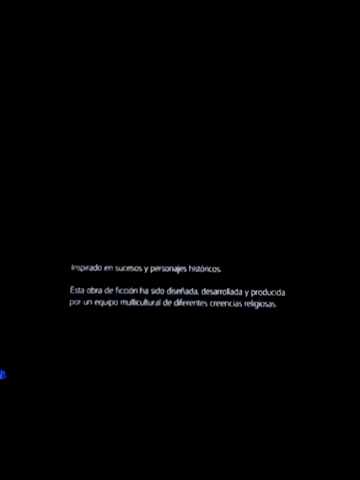 Inspirado en sucesos y personajes históricos.
Esta obra de ficción ha sido diseñada, desarrollada y producida
por un equipo multicultural de diferentes creencias religiosas.